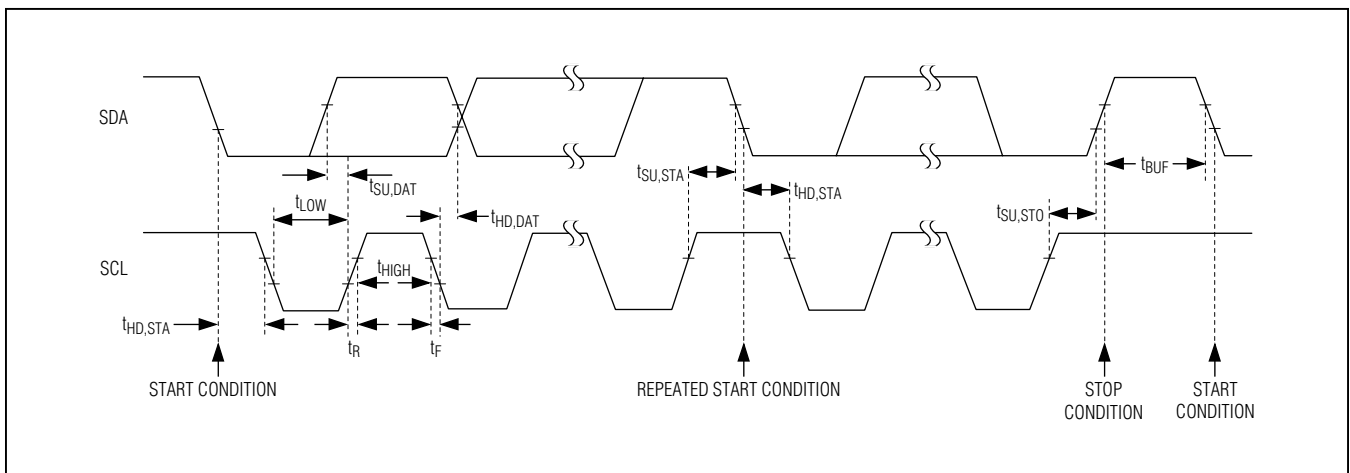 SDA
tSU,DAT
tLOW
tHD,DAT
tSU,STA
tHD,STA
tSU,STO
tBUF
SCL
tHIGH
tHD,STA
tR
tF
START CONDITION
REPEATED START CONDITION
STOP
CONDITION
START
CONDITION